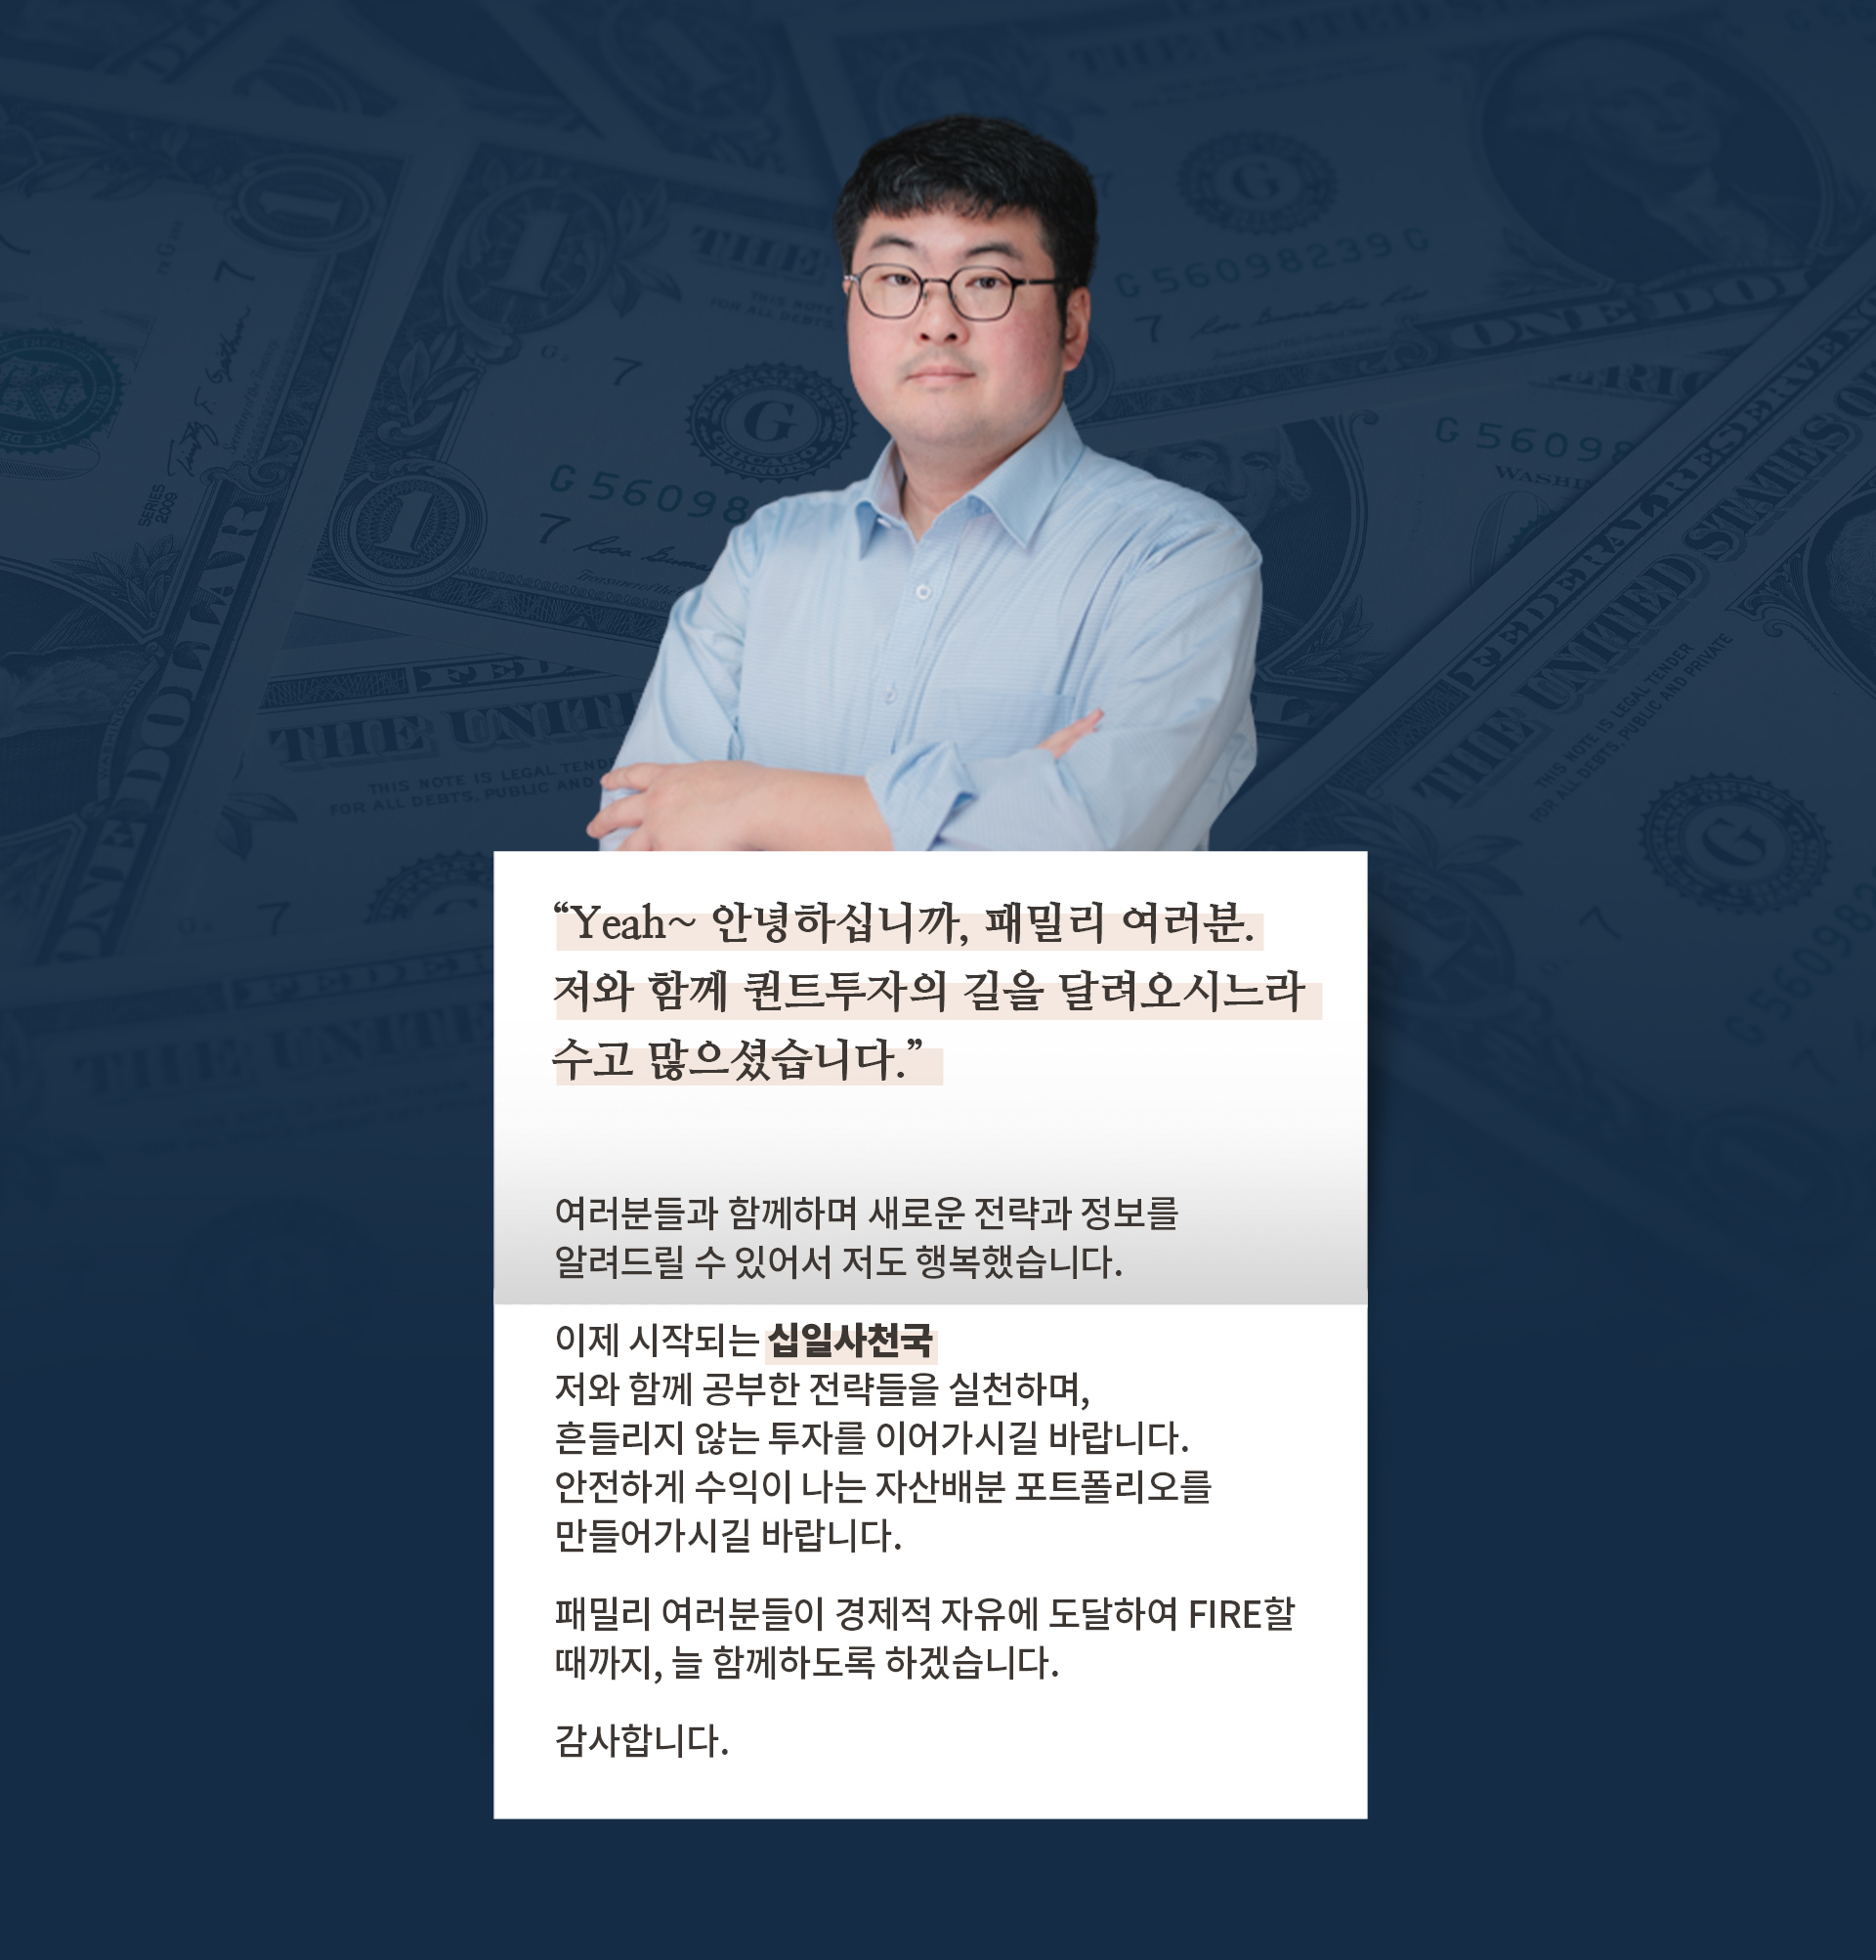 “Yeah~ 안녕하십니까, 패밀리 여러분.
저와 함께 퀀트투자의 길을 달려오시느라
수고 많으셨습니다.”
여러분들과 함께하며 새로운 전략과 정보를
알려드릴 수 있어서 저도 행복했습니다.
이제 시작되는 십일사천국
저와 함께 공부한 전략들을 실천하며,
흔들리지 않는 투자를 이어가시길 바랍니다.
안전하게 수익이 나는 자산배분 포트폴리오를
만들어가시길 바랍니다.
패밀리 여러분들이 경제적 자유에 도달하여 FIRE할
때까지, 늘 함께하도록 하겠습니다.
감사합니다.